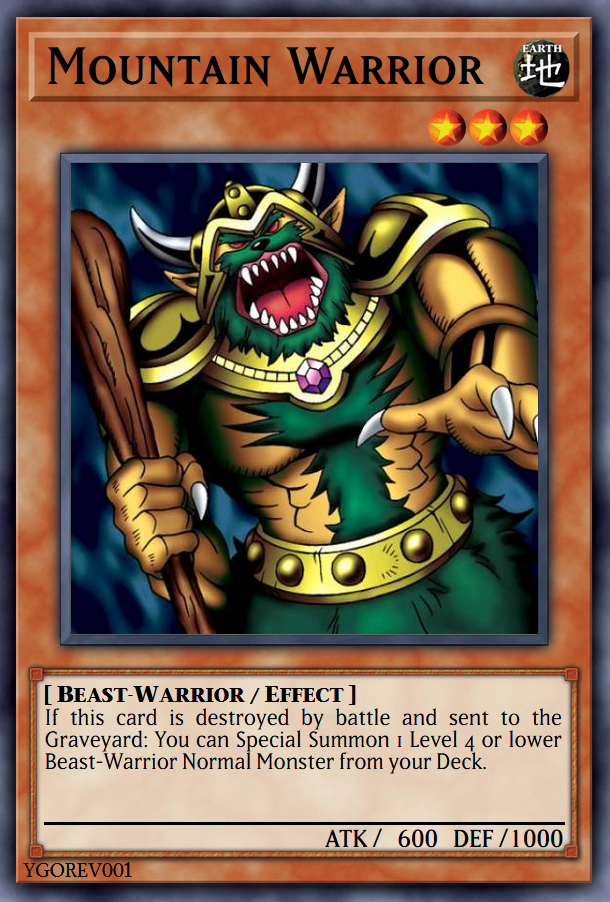 Mountain Warrior
EARTH
地
[ Beast-Warrior / Effect ]
If this card is destroyed by battle and sent to the
Graveyard: You can Special Summon 1 Level 4 or lower
Beast-Warrior Normal Monster from your Deck.
ATK / 600 DEF /1000
YGOREV001